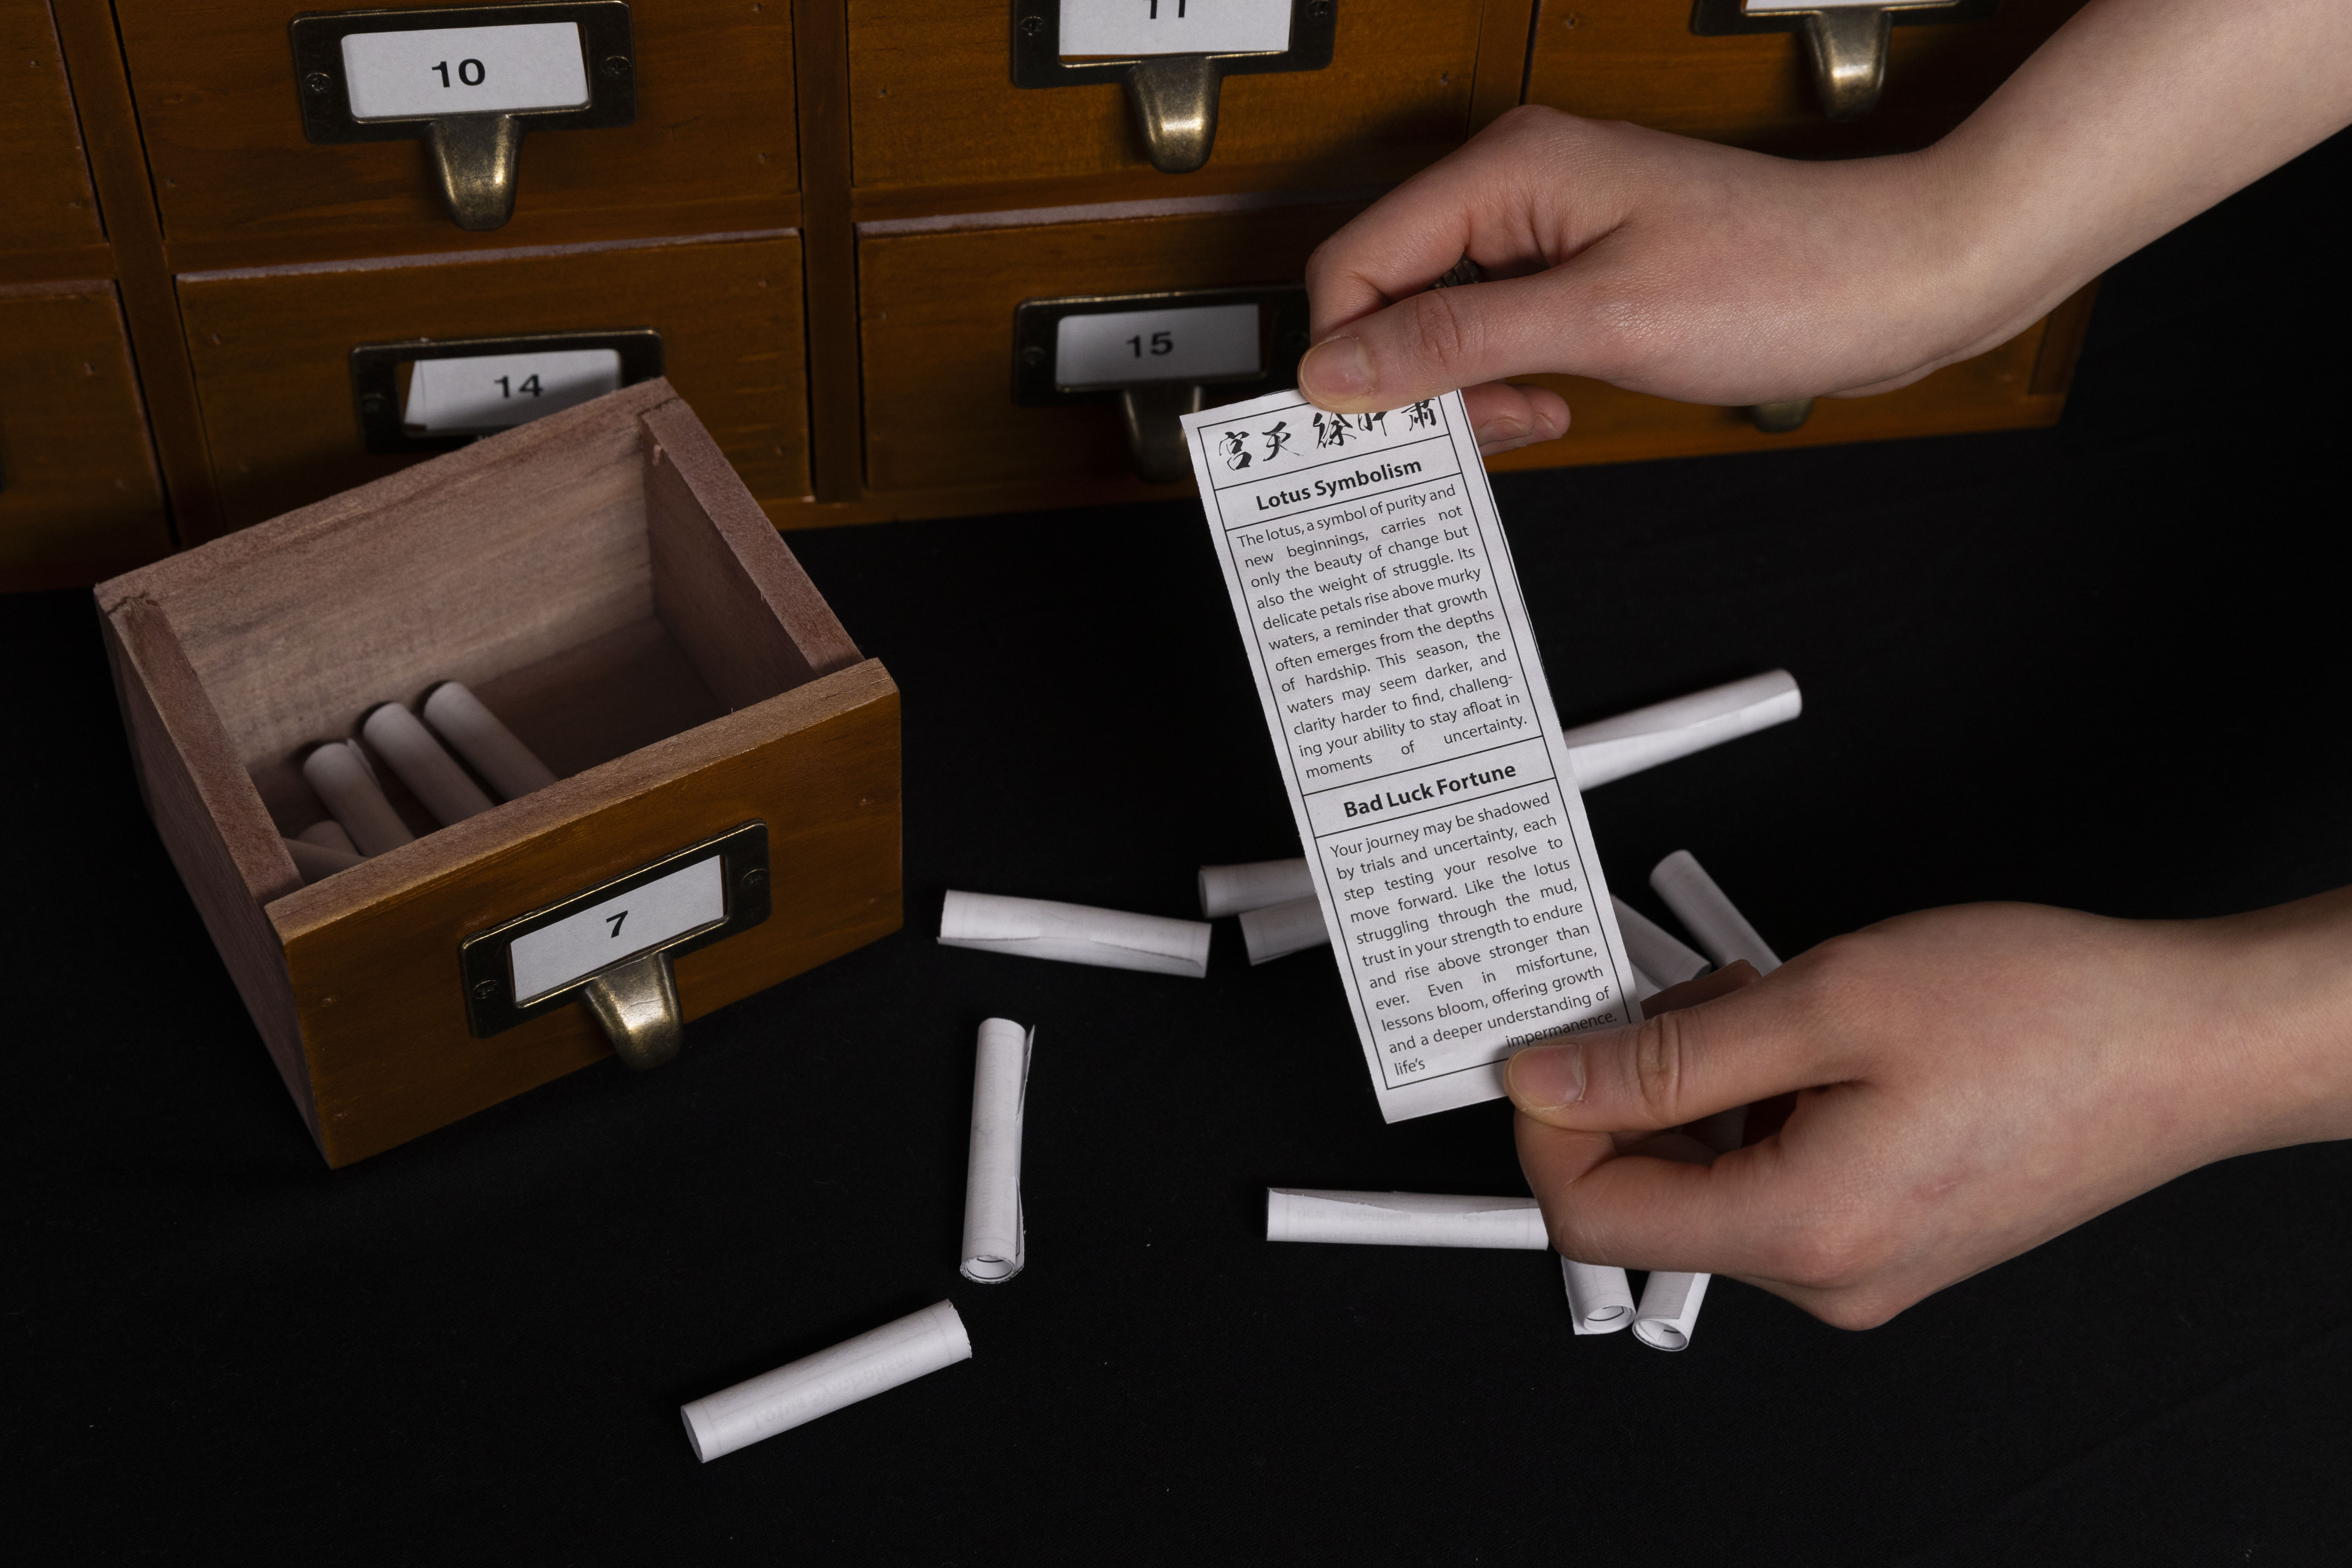 10
11
14
15
7
宮天 徐 肅
Lotus Symbolism
The lotus, a symbol of purity and
new beginnings, carries not
only the beauty of change but
also the weight of struggle. Its
delicate petals rise above murky
waters, a reminder that growth
often emerges from the depths
of hardship. This season, the
waters may seem darker, and
clarity harder to find, challeng-
ing your ability to stay afloat in
moments of uncertainty.
Bad Luck Fortune
Your journey may be shadowed
by trials and uncertainty, each
step testing your resolve to
move forward. Like the lotus
struggling through the mud,
trust in your strength to endure
and rise above stronger than
ever. Even in misfortune,
lessons bloom, offering growth
and a deeper understanding of
life's impermanence.